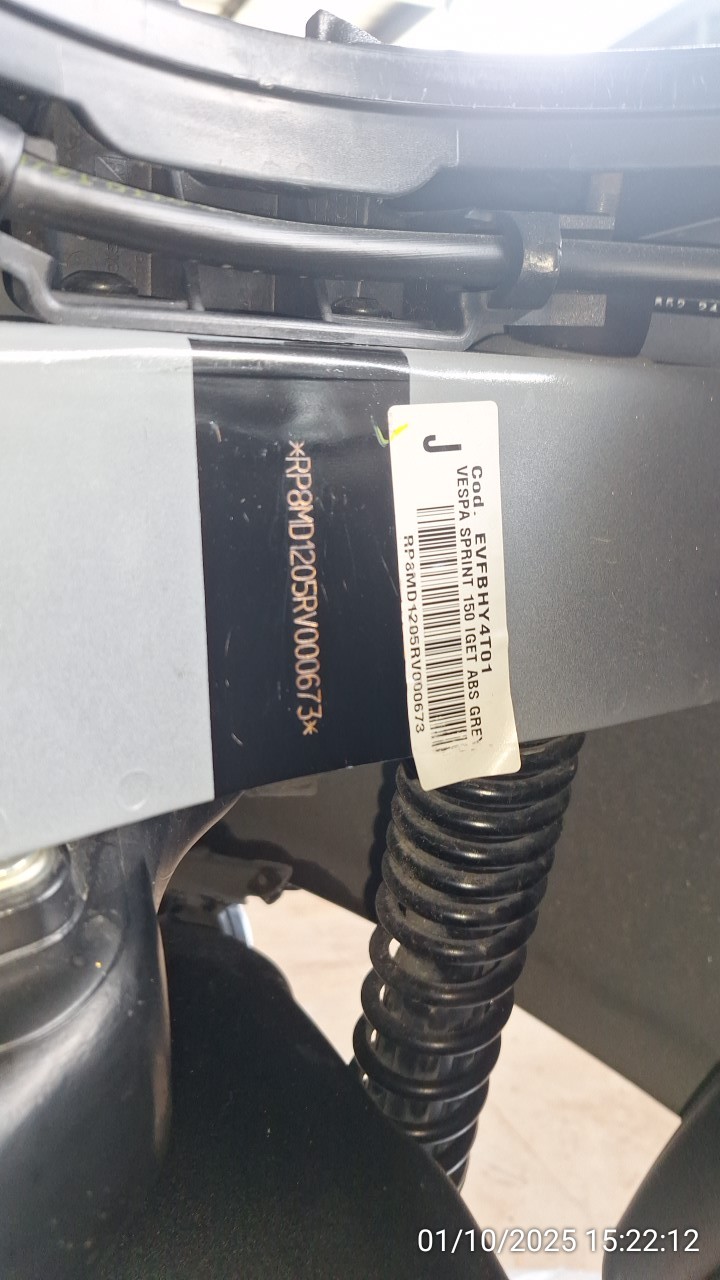 *RP8MD1205RV000673*
J
Cod. EVFBHY4T01
VESPA SPRINT 150 IGET ABS GREY
RP8MD1205RV000673
01/10/2025 15:22:12